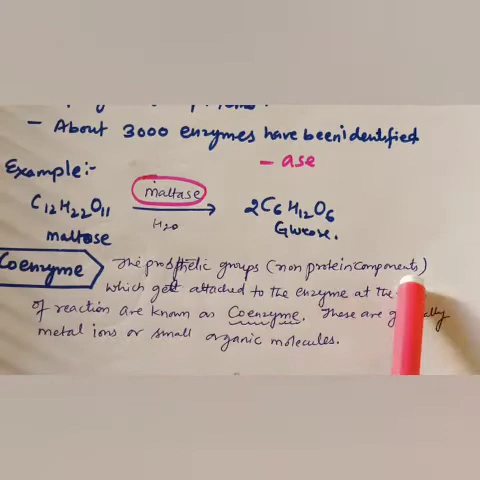 - About 3000 enzymes have been identified
- ase
Example:-
C12H22O11 maltase 2C6H12O6
H2O
maltose Glucose.
Coenzyme The prosthetic groups (non protein components)
which get attached to the enzyme at the
of reaction are known as Coenzyme. These are
metal ions or small organic molecules.